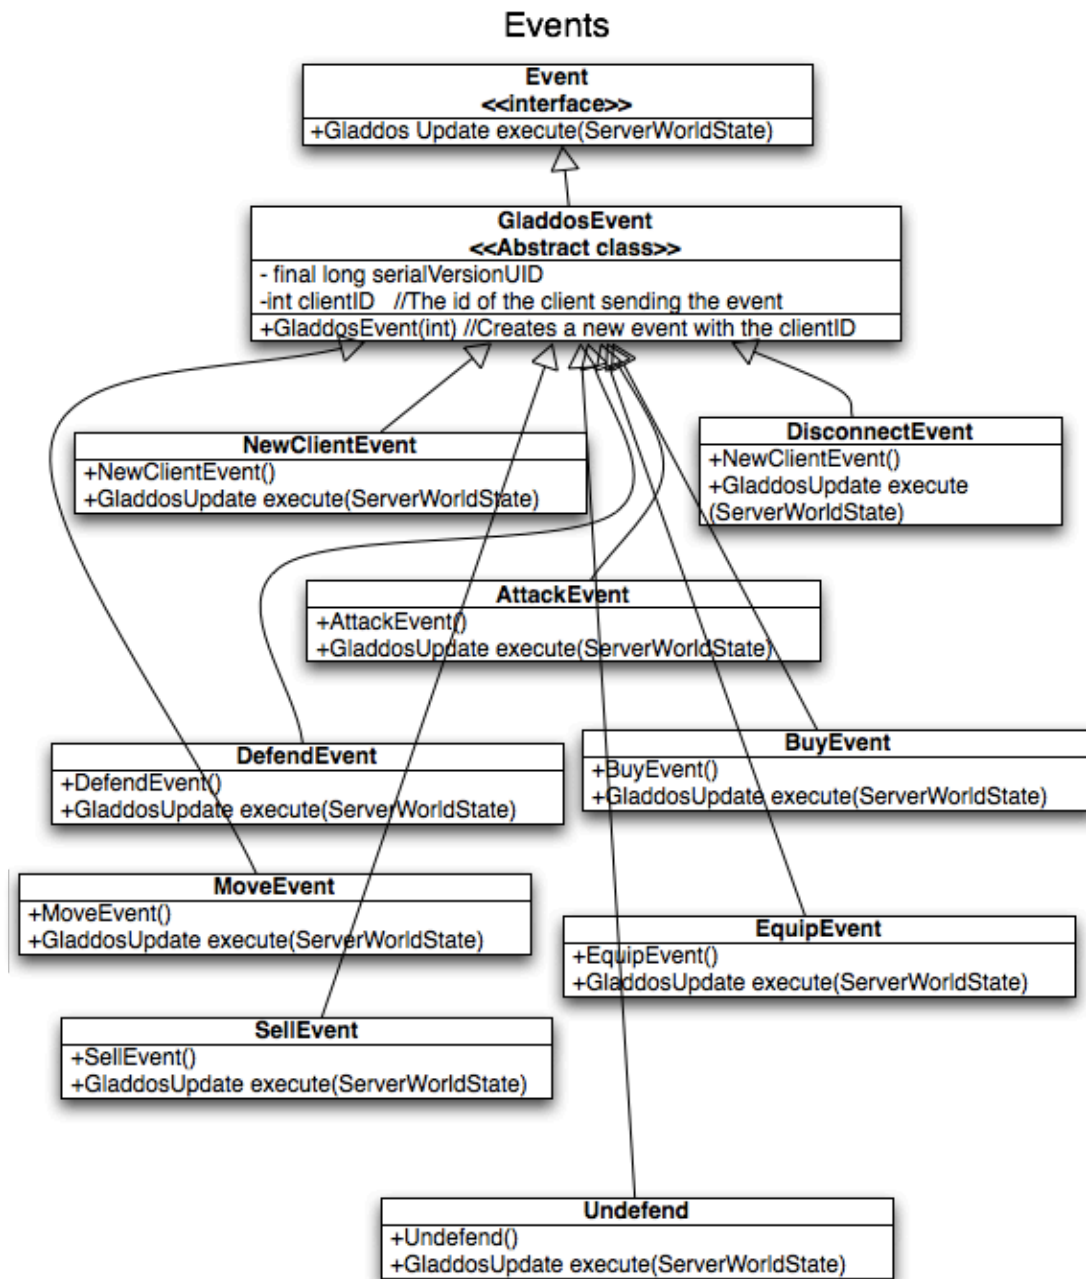 Events
Event
<<interface>>
+Gladdos Update execute(ServerWorldState)
GladdosEvent
<<Abstract class>>
- final long serialVersionUID
-int clientID //The id of the client sending the event
+GladdosEvent(int) //Creates a new event with the clientID
NewClientEvent
+NewClientEvent()
+GladdosUpdate execute(ServerWorldState)
DisconnectEvent
+NewClientEvent()
+GladdosUpdate execute
(ServerWorldState)
AttackEvent
+AttackEvent()
+GladdosUpdate execute(ServerWorldState)
DefendEvent
+DefendEvent()
+GladdosUpdate execute(ServerWorldState)
BuyEvent
+BuyEvent()
+GladdosUpdate execute(ServerWorldState)
MoveEvent
+MoveEvent()
+GladdosUpdate execute(ServerWorldState)
EquipEvent
+EquipEvent()
+GladdosUpdate execute(ServerWorldState)
SellEvent
+SellEvent()
+GladdosUpdate execute(ServerWorldState)
Undefend
+Undefend()
+GladdosUpdate execute(ServerWorldState)